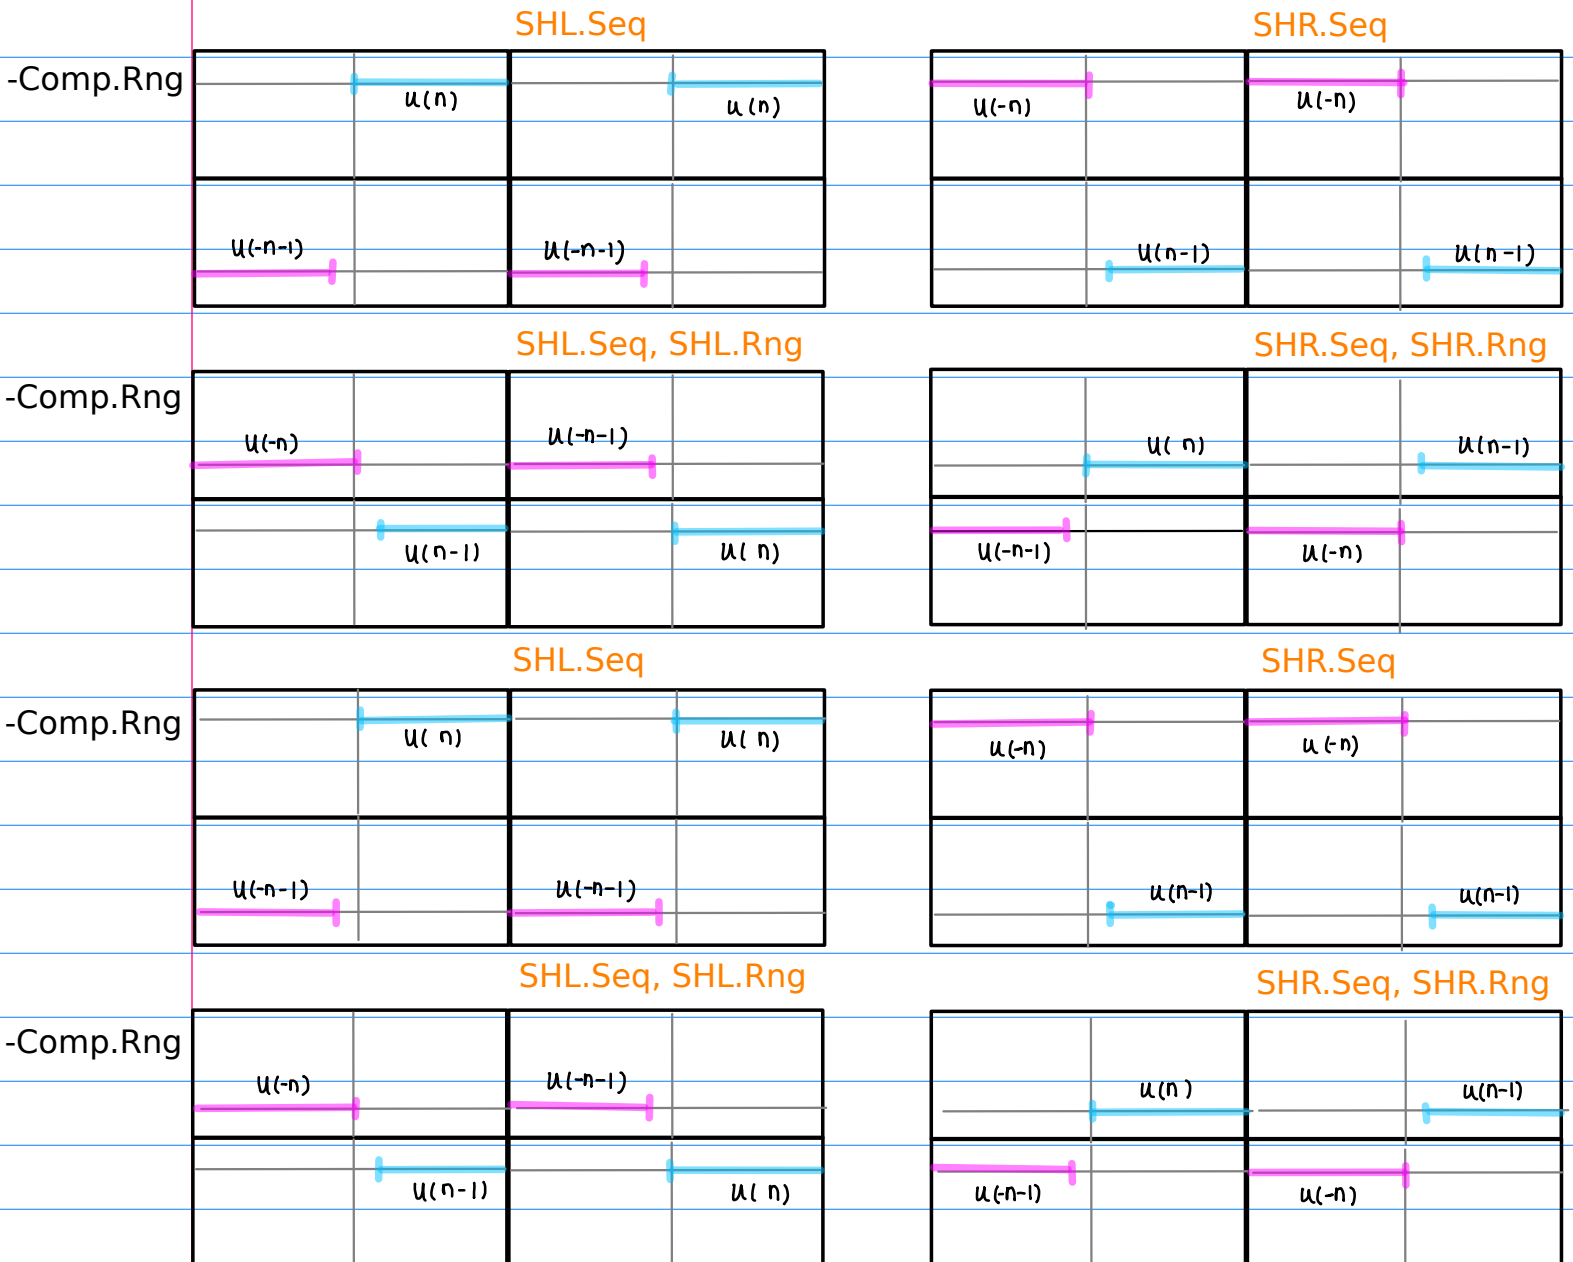 SHL.Seq SHR.Seq
-Comp.Rng
u(n) u(n) u(-n) u(-n)
u(-n-1) u(-n-1) u(n-1) u(n-1)
SHL.Seq, SHL.Rng SHR.Seq, SHR.Rng
-Comp.Rng
u(-n) u(-n-1) u(n) u(n-1)
u(n-1) u(n) u(-n-1) u(-n)
SHL.Seq SHR.Seq
-Comp.Rng
u(n) u(n) u(-n) u(-n)
u(-n-1) u(-n-1) u(n-1) u(n-1)
SHL.Seq, SHL.Rng SHR.Seq, SHR.Rng
-Comp.Rng
u(-n) u(-n-1) u(n) u(n-1)
u(n-1) u(n) u(-n-1) u(-n)